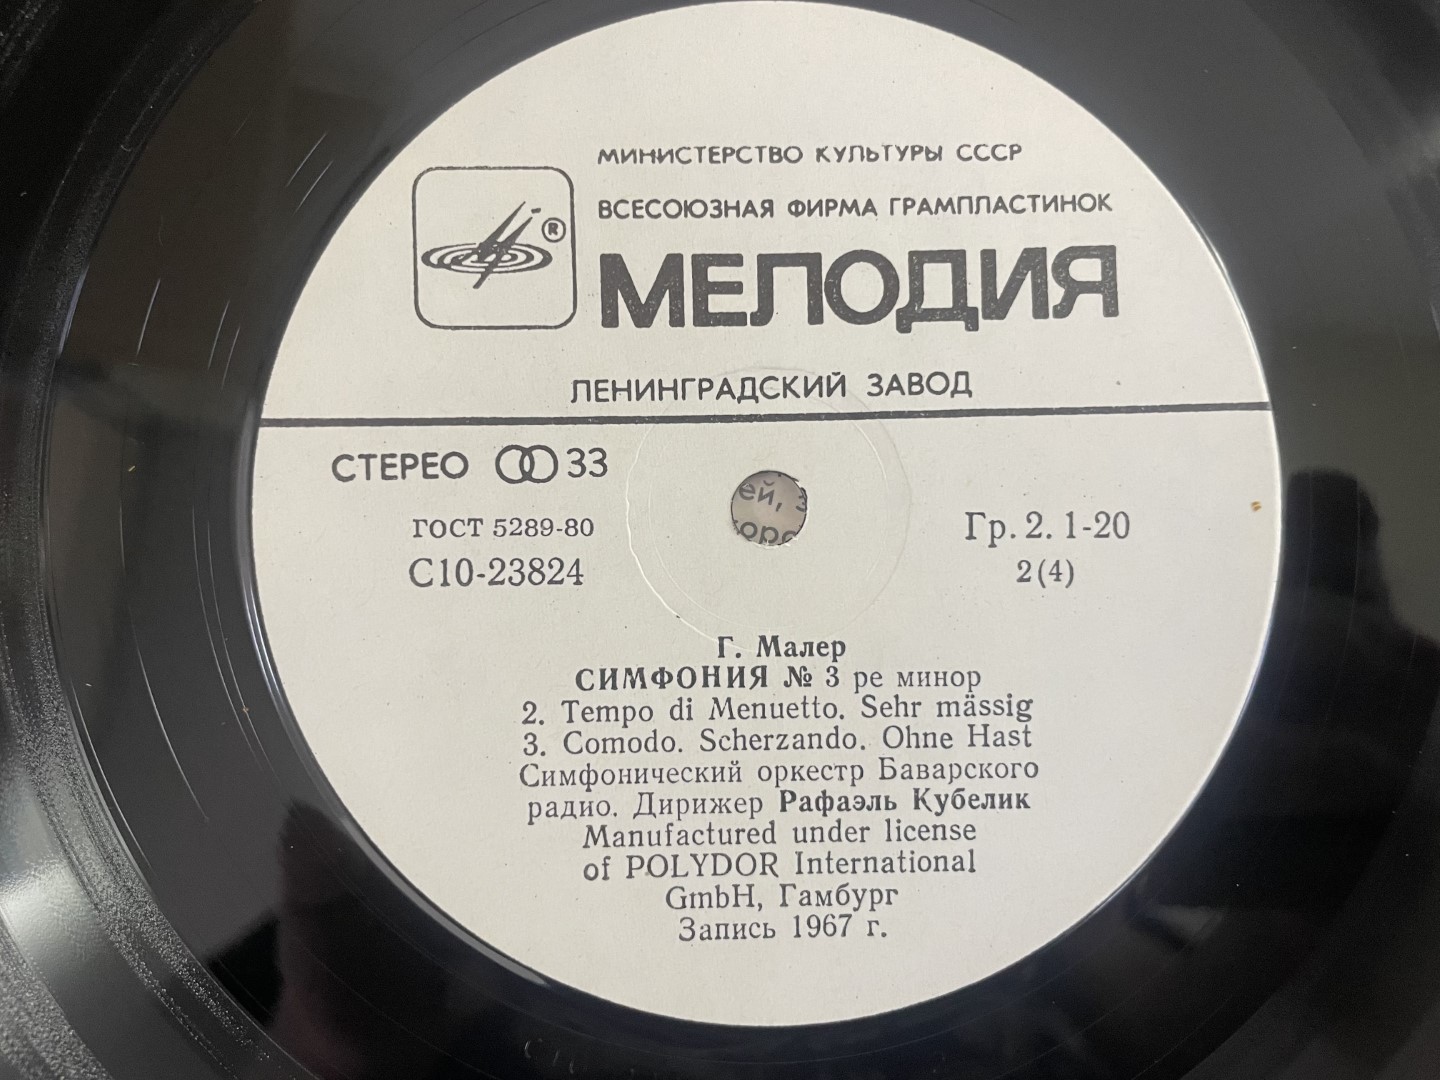 МИНИСТЕРСТВО КУЛЬТУРЫ СССР
ВСЕСОЮЗНАЯ ФИРМА ГРАМПЛАСТИНОК
®
МЕЛОДИЯ
ЛЕНИНГРАДСКИЙ ЗАВОД
СТЕРЕО 33
ГОСТ 5289-80
С10-23824
Гр. 2. 1-20
2(4)
Г. Малер
СИМФОНИЯ № 3 ре минор
2. Tempo di Menuetto. Sehr mässig
3. Comodo. Scherzando. Ohne Hast
Симфонический оркестр Баварского
радио. Дирижер Рафаэль Кубелик
Manufactured under license
of POLYDOR International
GmbH, Гамбург
Запись 1967 г.